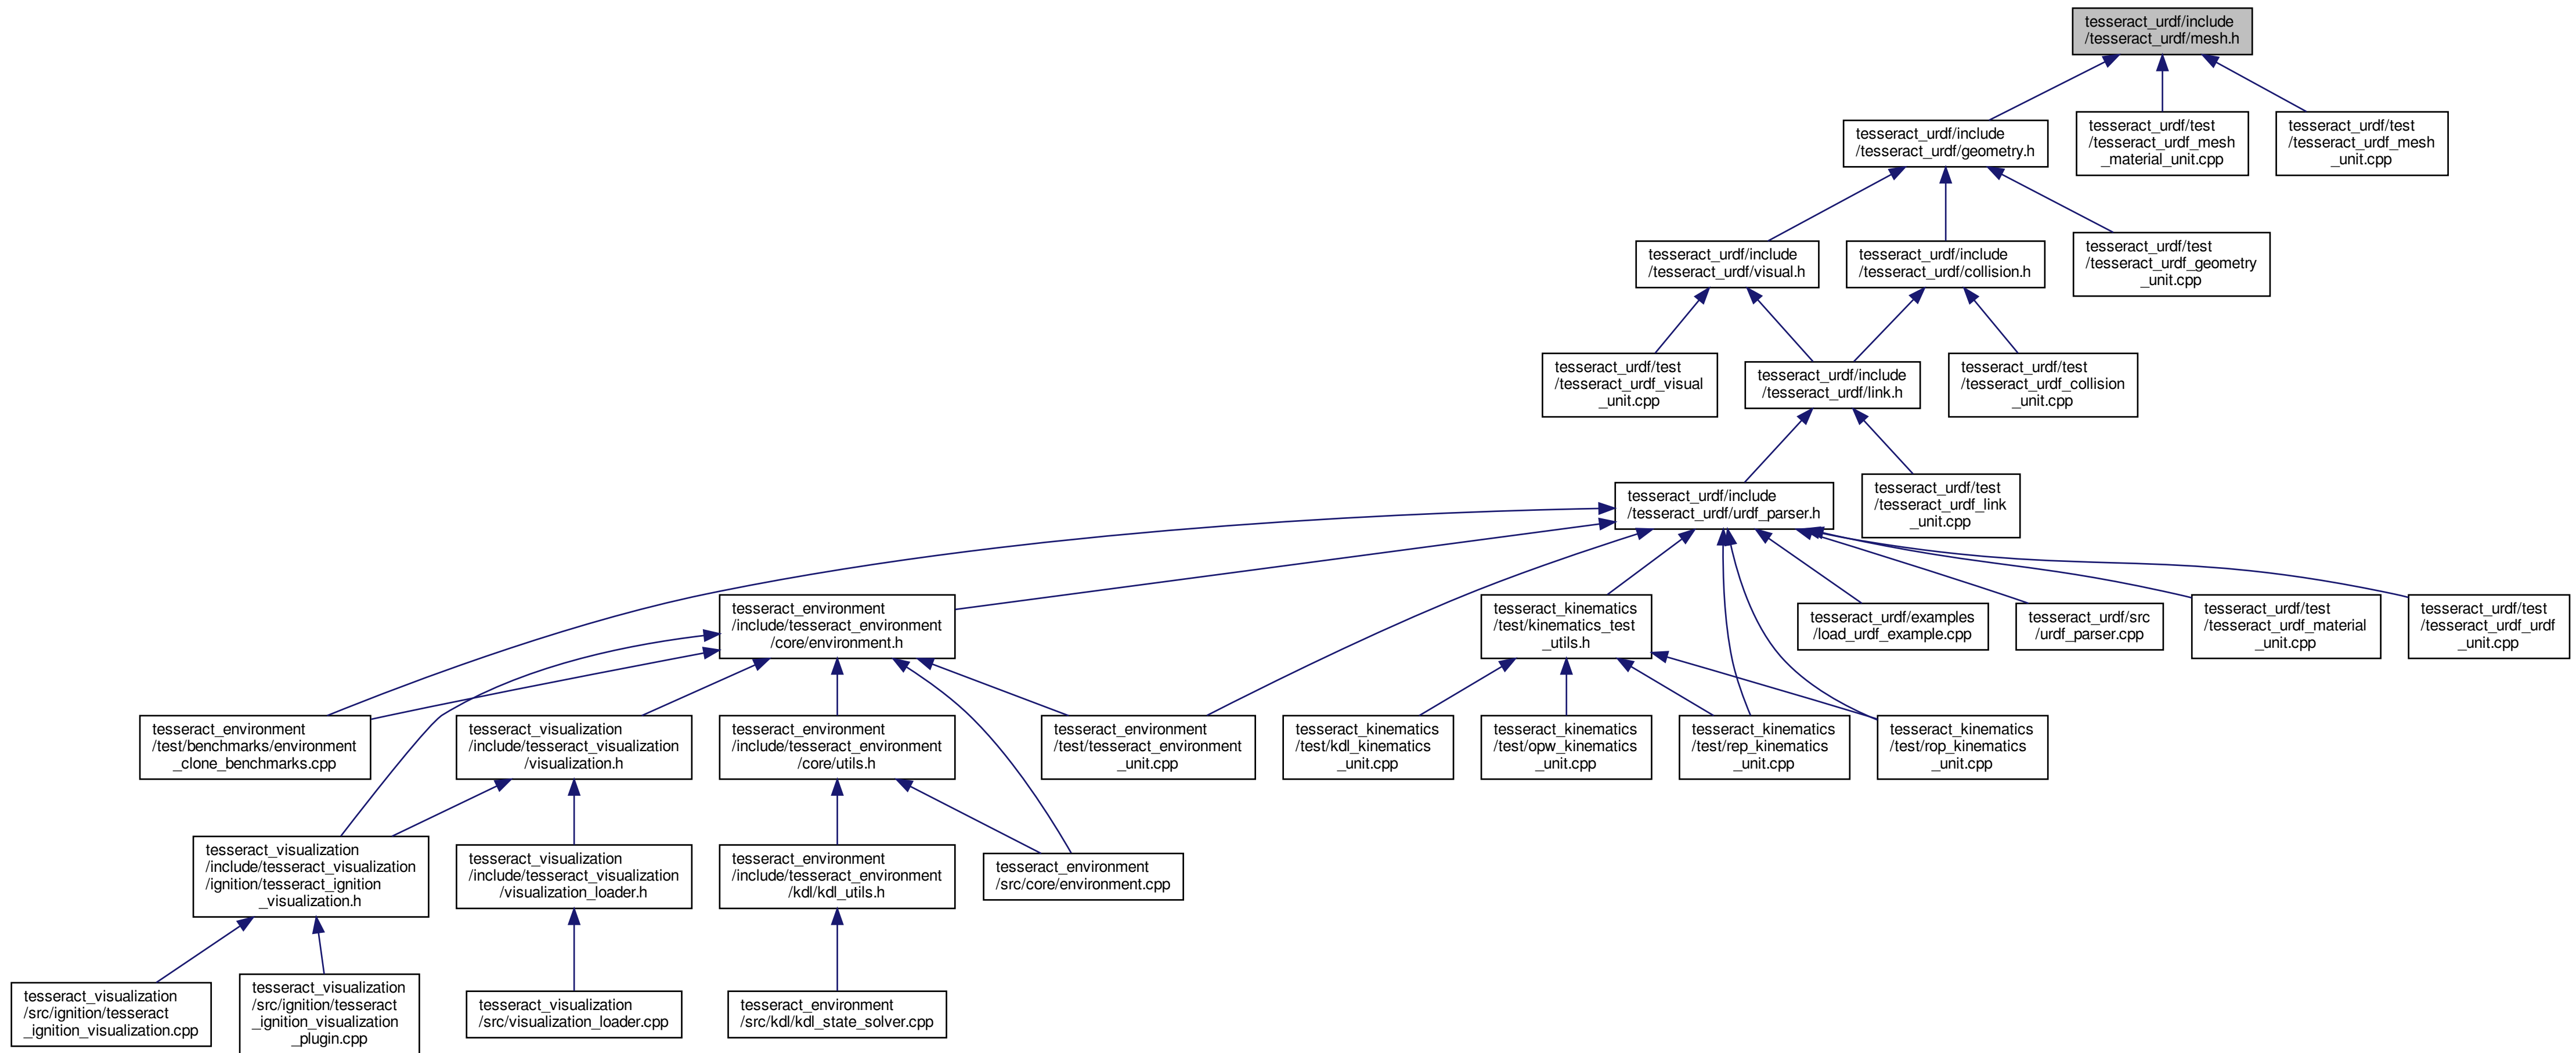 tesseract_urdf/include
/tesseract_urdf/mesh.h
tesseract_urdf/include
/tesseract_urdf/geometry.h
tesseract_urdf/test
/tesseract_urdf_mesh
_material_unit.cpp
tesseract_urdf/test
/tesseract_urdf_mesh
_unit.cpp
tesseract_urdf/include
/tesseract_urdf/visual.h
tesseract_urdf/include
/tesseract_urdf/collision.h
tesseract_urdf/test
/tesseract_urdf_geometry
_unit.cpp
tesseract_urdf/test
/tesseract_urdf_visual
_unit.cpp
tesseract_urdf/include
/tesseract_urdf/link.h
tesseract_urdf/test
/tesseract_urdf_collision
_unit.cpp
tesseract_urdf/include
/tesseract_urdf/urdf_parser.h
tesseract_urdf/test
/tesseract_urdf_link
_unit.cpp
tesseract_environment
/include/tesseract_environment
/core/environment.h
tesseract_kinematics
/test/kinematics_test
_utils.h
tesseract_urdf/examples
/load_urdf_example.cpp
tesseract_urdf/src
/urdf_parser.cpp
tesseract_urdf/test
/tesseract_urdf_material
_unit.cpp
tesseract_urdf/test
/tesseract_urdf_urdf
_unit.cpp
tesseract_environment
/test/benchmarks/environment
_clone_benchmarks.cpp
tesseract_visualization
/include/tesseract_visualization
/visualization.h
tesseract_environment
/include/tesseract_environment
/core/utils.h
tesseract_environment
/test/tesseract_environment
_unit.cpp
tesseract_kinematics
/test/kdl_kinematics
_unit.cpp
tesseract_kinematics
/test/opw_kinematics
_unit.cpp
tesseract_kinematics
/test/rep_kinematics
_unit.cpp
tesseract_kinematics
/test/rop_kinematics
_unit.cpp
tesseract_visualization
/include/tesseract_visualization
/ignition/tesseract_ignition
_visualization.h
tesseract_visualization
/include/tesseract_visualization
/visualization_loader.h
tesseract_environment
/include/tesseract_environment
/kdl/kdl_utils.h
tesseract_environment
/src/core/environment.cpp
tesseract_visualization
/src/ignition/tesseract
_ignition_visualization.cpp
tesseract_visualization
/src/ignition/tesseract
_ignition_visualization
_plugin.cpp
tesseract_visualization
/src/visualization_loader.cpp
tesseract_environment
/src/kdl/kdl_state_solver.cpp